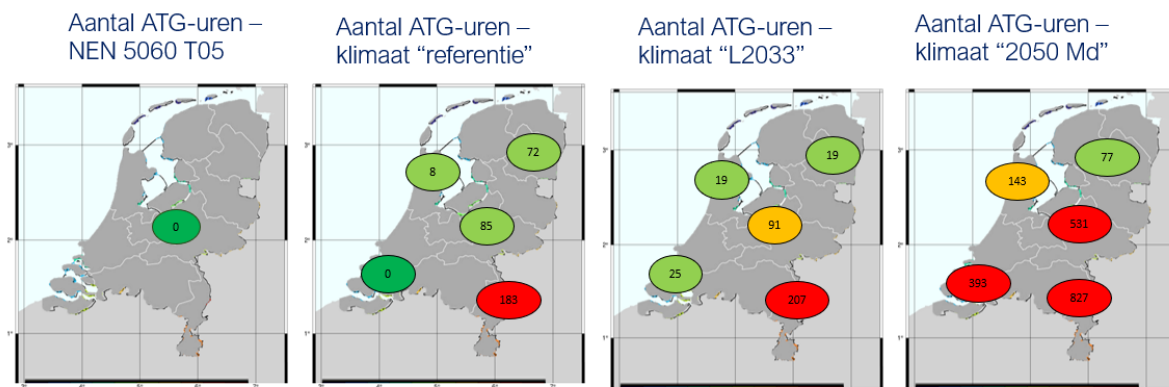 Aantal ATG-uren –
NEN 5060 T05
Aantal ATG-uren –
klimaat “referentie”
Aantal ATG-uren –
klimaat “L2033”
Aantal ATG-uren –
klimaat “2050 Md”
0
72
8
85
0
183
19
19
91
25
207
77
143
531
393
827